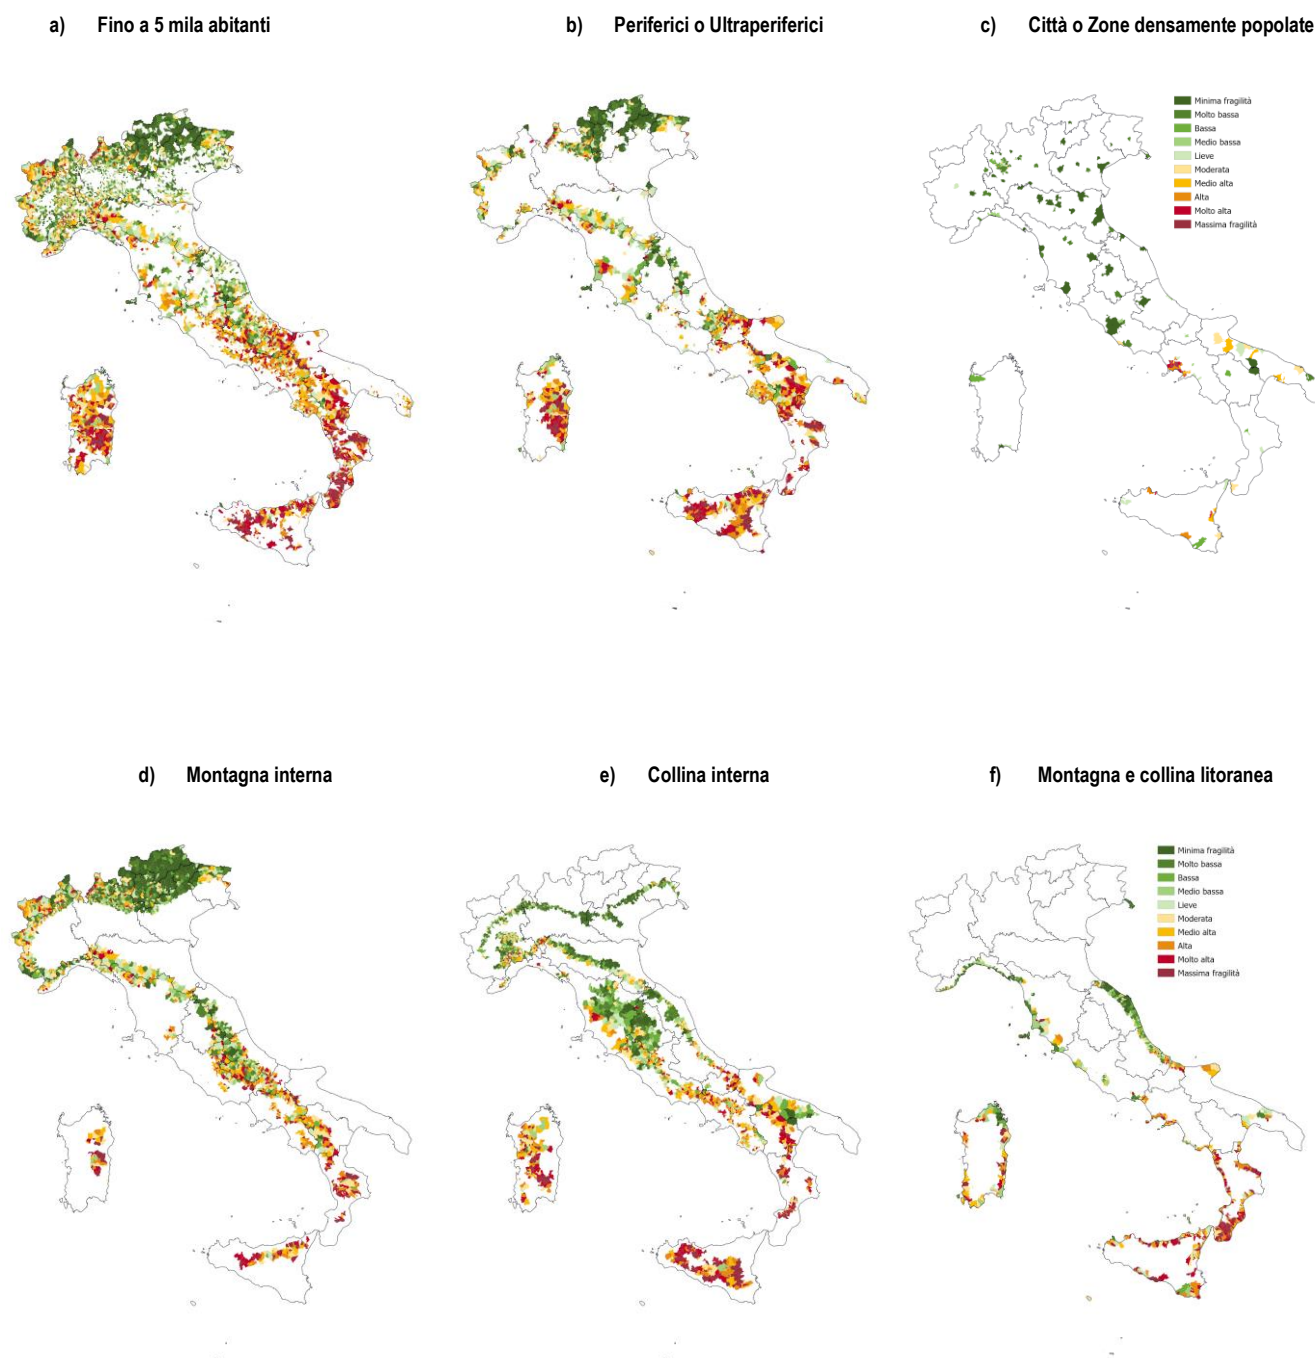 a) Fino a 5 mila abitanti
b) Periferici o Ultraperiferici
c) Città o Zone densamente popolate
Minima fragilità
Molto bassa
Bassa
Medio bassa
Lieve
Moderata
Medio alta
Alta
Molto alta
Massima fragilità
d) Montagna interna
e) Collina interna
f) Montagna e collina litoranea
Minima fragilità
Molto bassa
Bassa
Medio bassa
Lieve
Moderata
Medio alta
Alta
Molto alta
Massima fragilità